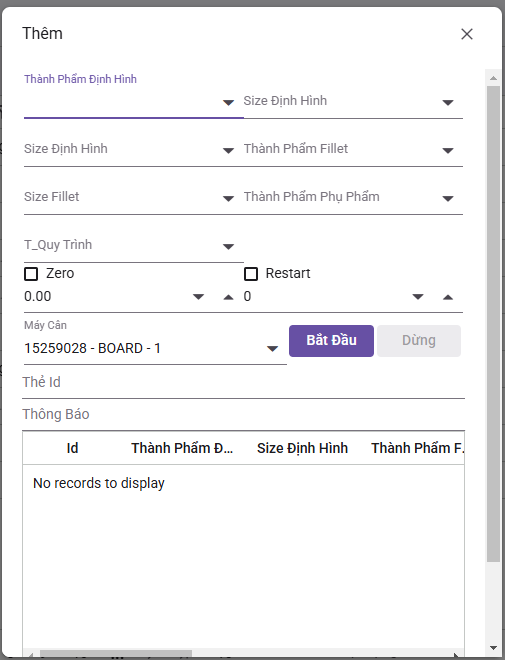 Thêm
Thành Phẩm Định Hình
Size Định Hình
Size Định Hình
Thành Phẩm Fillet
Size Fillet
Thành Phẩm Phụ Phẩm
T_Quy Trình
Zero
Restart
0.00
0
Máy Cân
15259028 - BOARD - 1
Bắt Đầu
Dừng
Thẻ Id
Thông Báo
Id Thành Phẩm Đ... Size Định Hình Thành Phẩm F.
No records to display